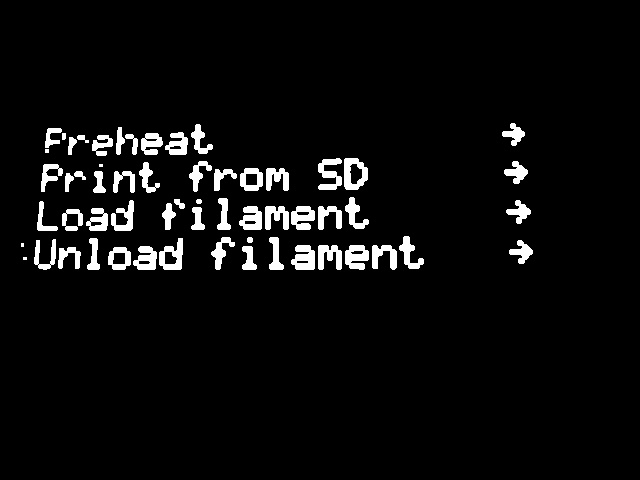 Preheat →
Print from SD →
Load filament →
Unload filament →